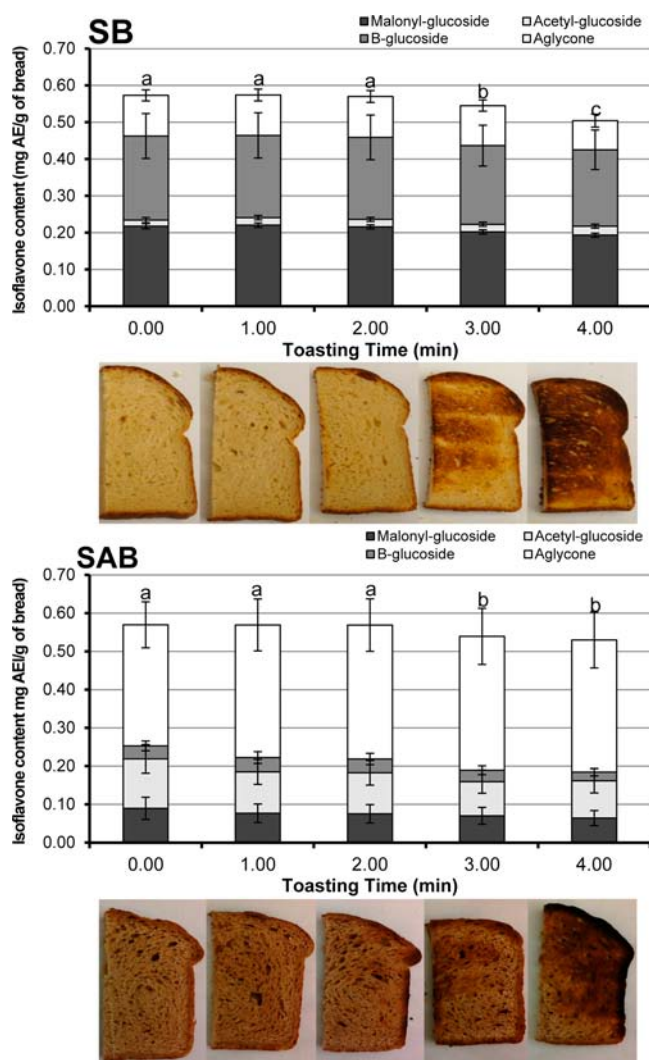 SB
Malonyl-glucoside Acetyl-glucoside
B-glucoside Aglycone
Isoflavone content (mg AE/g of bread)
0.70
0.60
0.50
0.40
0.30
0.20
0.10
0.00
a a a b c
0.00 1.00 2.00 3.00 4.00
Toasting Time (min)
SAB
Malonyl-glucoside Acetyl-glucoside
B-glucoside Aglycone
Isoflavone content mg AEI/g of bread)
0.70
0.60
0.50
0.40
0.30
0.20
0.10
0.00
a a a b b
0.00 1.00 2.00 3.00 4.00
Toasting Time (min)